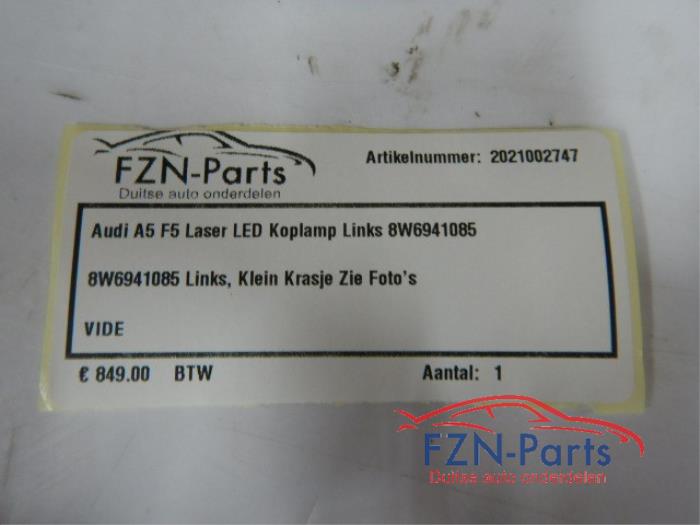 FZN-Parts
Duitse auto onderdelen
Artikelnummer: 2021002747
Audi A5 F5 Laser LED Koplamp Links 8W6941085
8W6941085 Links, Klein Krasje Zie Foto's
VIDE
€ 849.00 BTW Aantal: 1
FZN-Parts
Duitse auto onderdelen